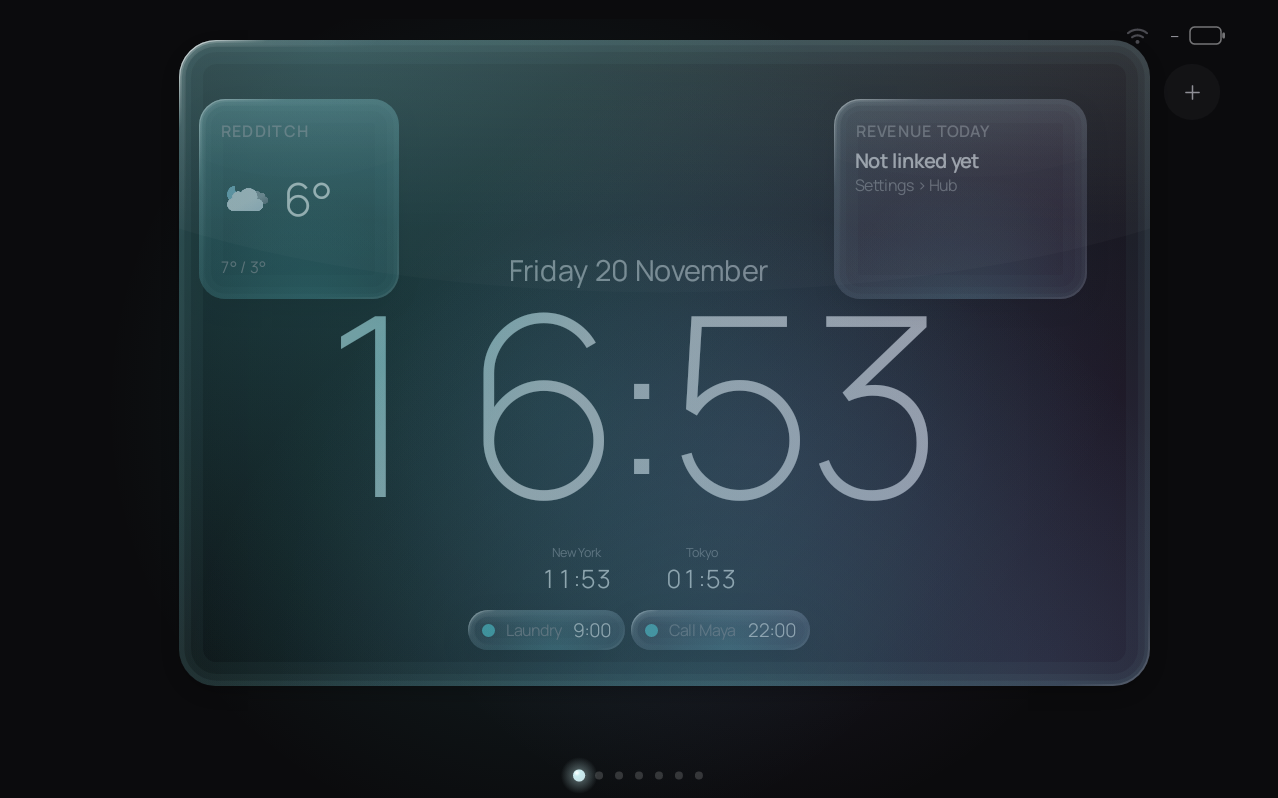 –
+
REDDITCH
6°
7° / 3°
REVENUE TODAY
Not linked yet
Settings › Hub
Friday 20 November
16:53
New York
11:53
Tokyo
01:53
Laundry 9:00
Call Maya 22:00